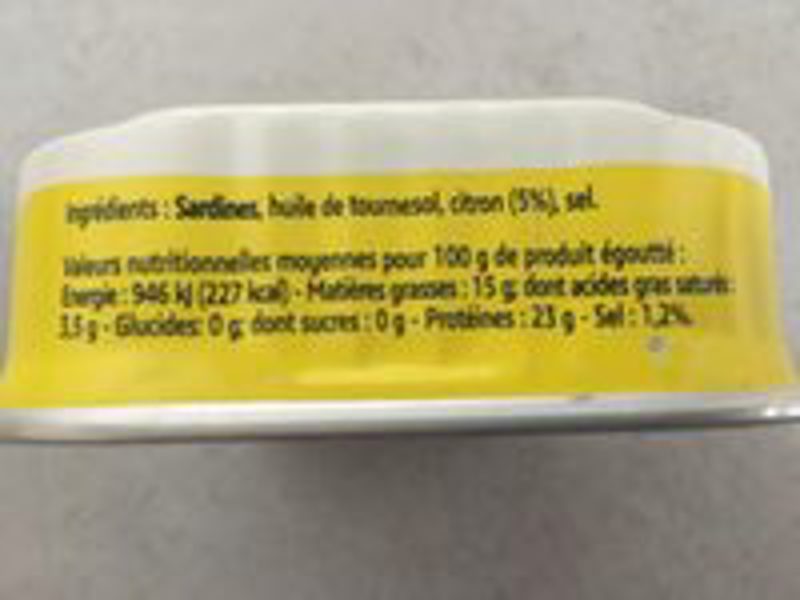 Ingrédients : Sardines, huile de tournesol, citron (5%), sel.
Valeurs nutritionnelles moyennes pour 100 g de produit égoutté :
Energie : 946 kJ (227 kcal) - Matières grasses : 15 g; dont acides gras saturés :
3,5 g - Glucides: 0 g; dont sucres : 0 g - Protéines : 23 g - Sel : 1,2%.